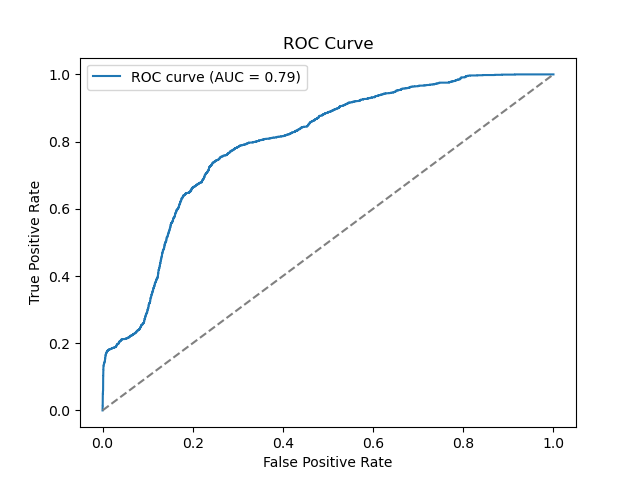 ROC Curve
ROC curve (AUC = 0.79)
1.0
0.8
0.6
0.4
0.2
0.0
True Positive Rate
0.0 0.2 0.4 0.6 0.8 1.0
False Positive Rate